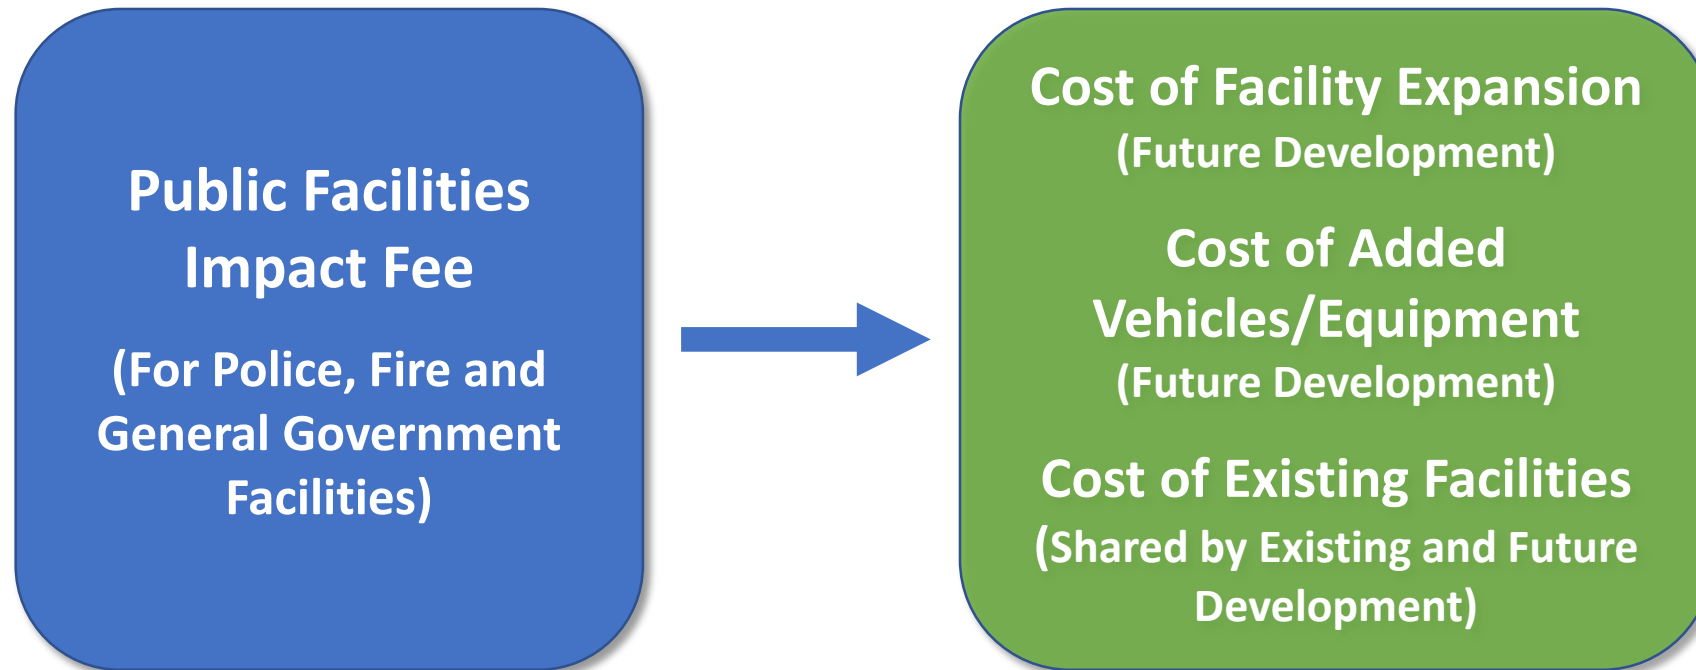 Public Facilities
Impact Fee
(For Police, Fire and
General Government
Facilities)
Cost of Facility Expansion
(Future Development)
Cost of Added
Vehicles/Equipment
(Future Development)
Cost of Existing Facilities
(Shared by Existing and Future
Development)